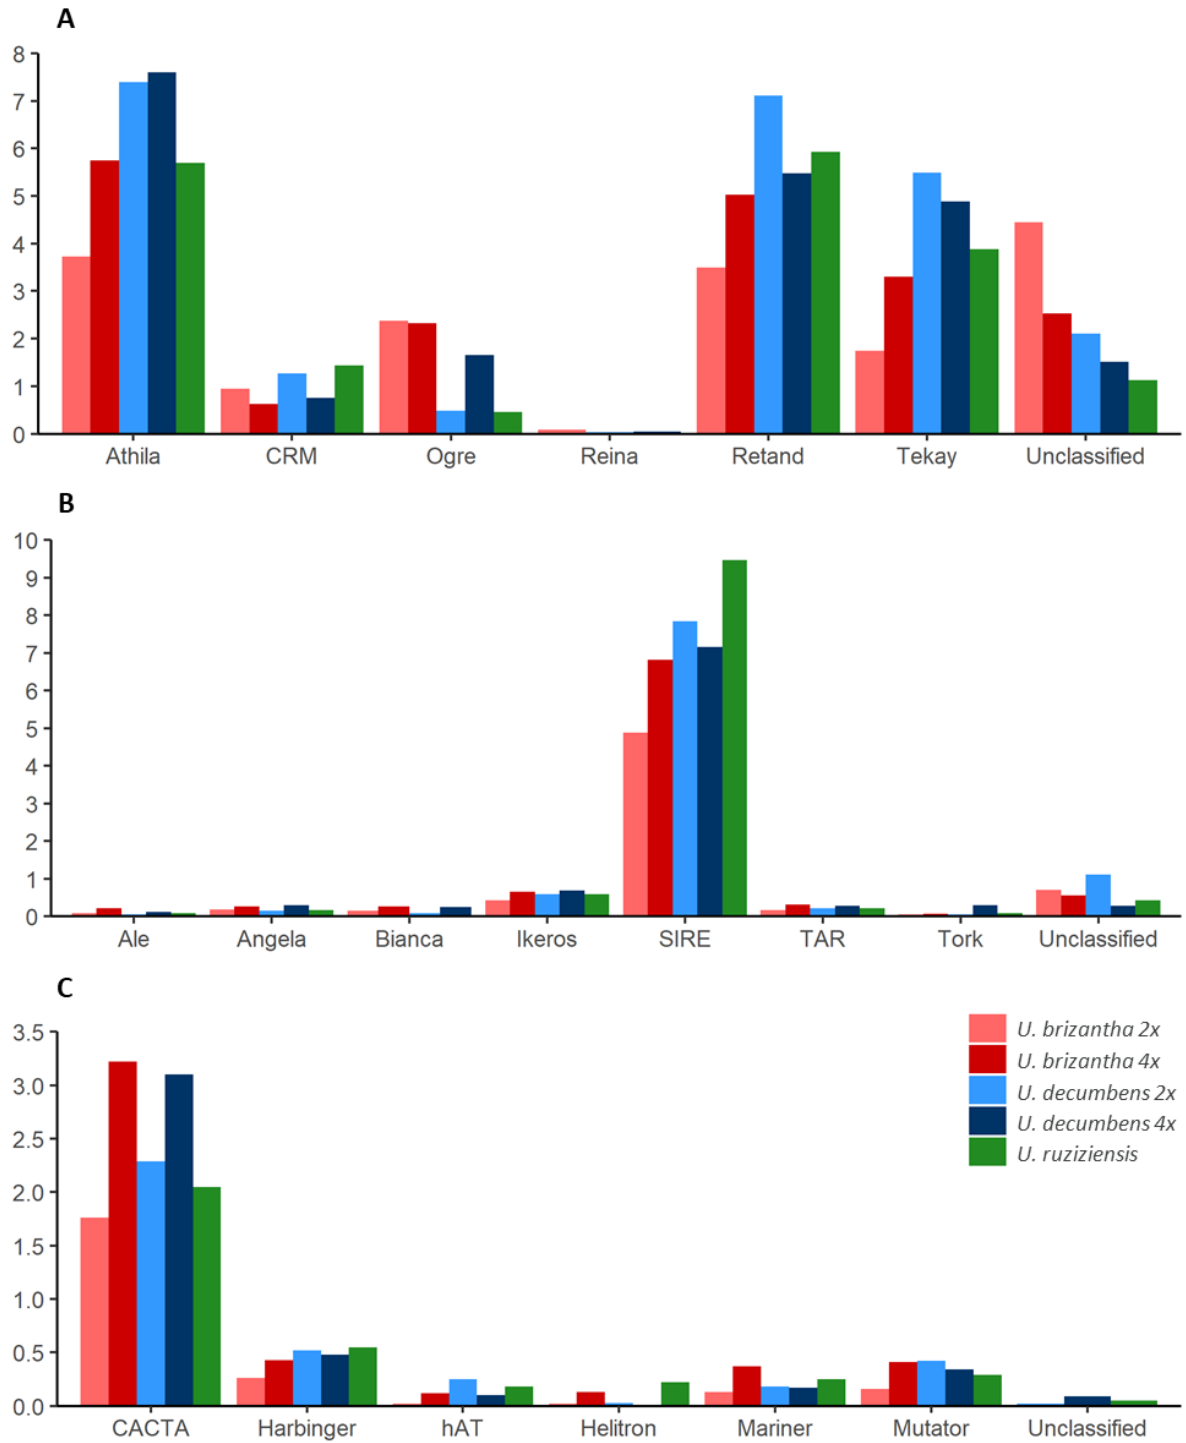 A
8
7
6
5
4
3
2
1
0
Athila CRM Ogre Reina Retand Tekay Unclassified
B
10
9
8
7
6
5
4
3
2
1
0
Ale Angela Bianca Ikeros SIRE TAR Tork Unclassified
C
3.5
3.0
2.5
2.0
1.5
1.0
0.5
0.0
U. brizantha 2x
U. brizantha 4x
U. decumbens 2x
U. decumbens 4x
U. ruziziensis
CACTA Harbinger hAT Helitron Mariner Mutator Unclassified